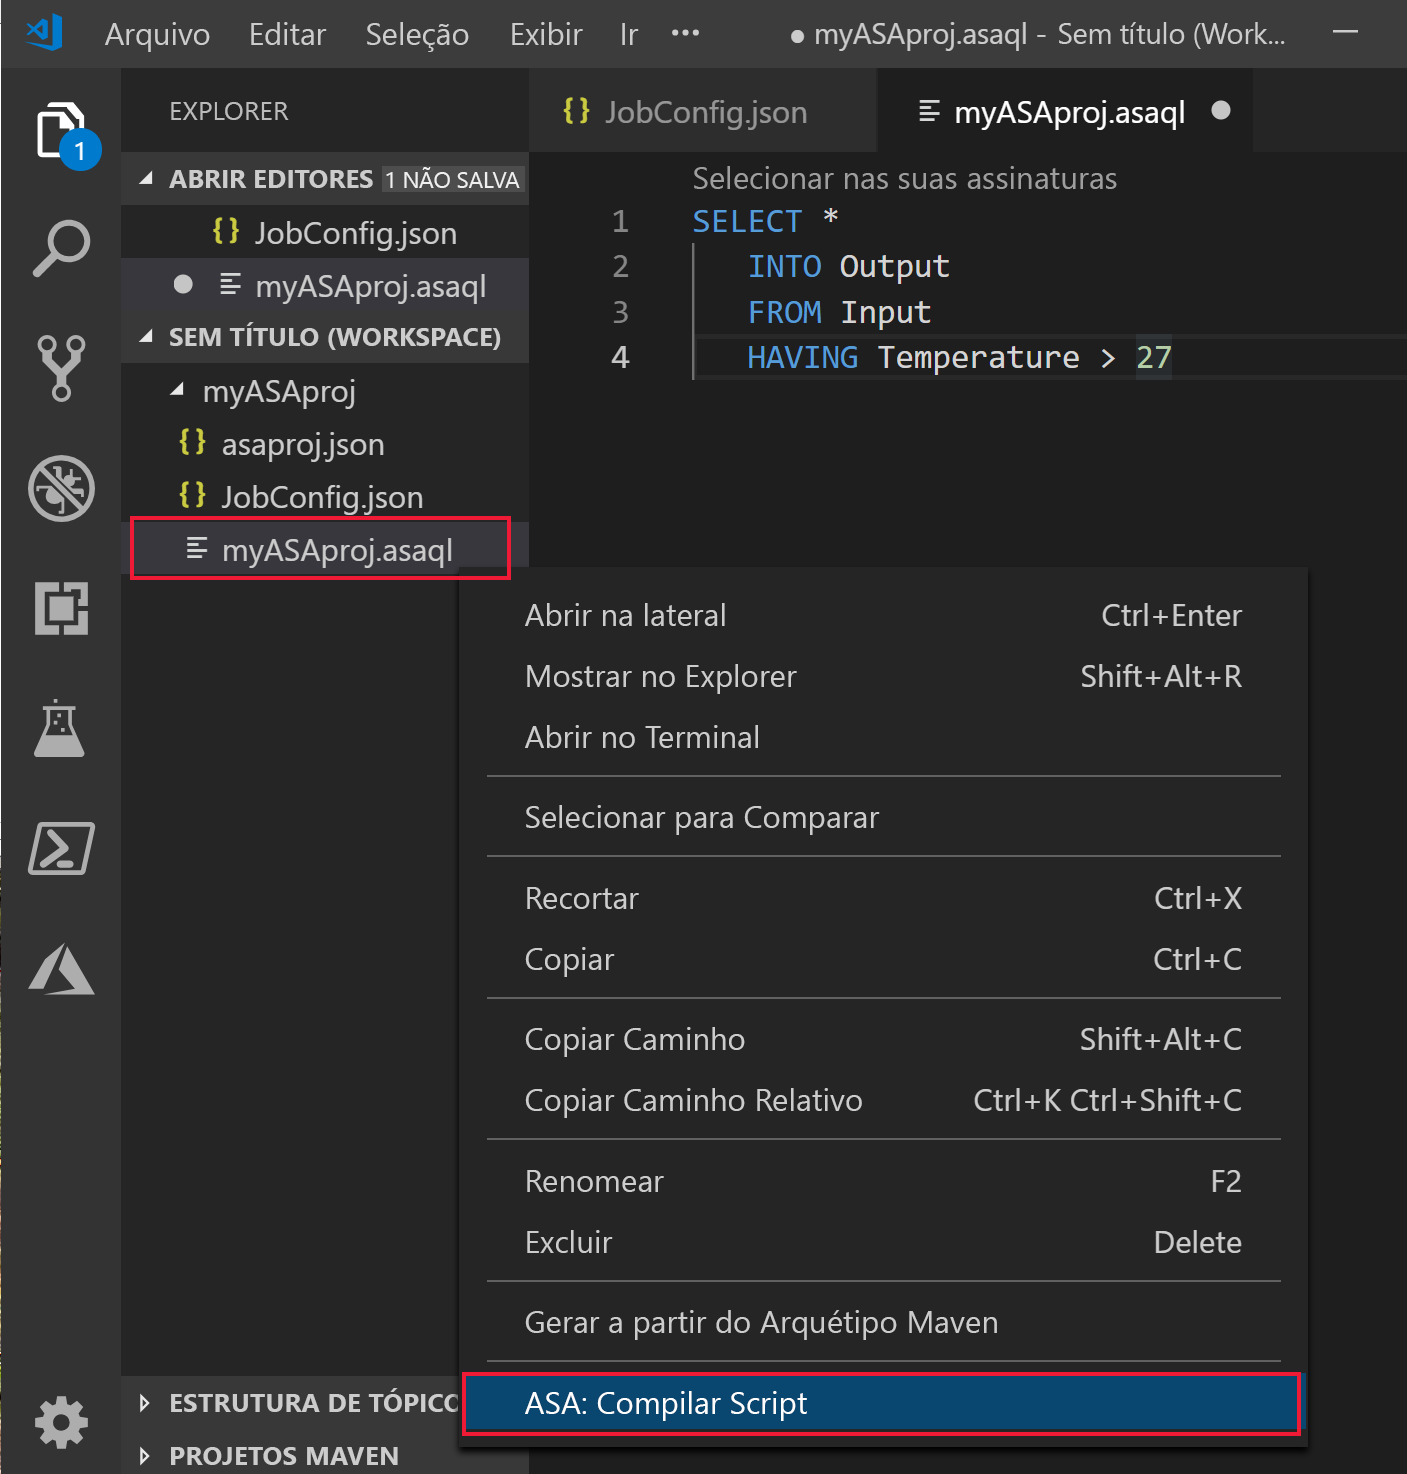 Arquivo Editar Seleção Exibir Ir ··· ● myASAproj.asaql - Sem título (Work...
EXPLORER
{} JobConfig.json
myASAproj.asaql ●
1
ABRIR EDITORES 1 NÃO SALVA
{} JobConfig.json
● myASAproj.asaql
SEM TÍTULO (WORKSPACE)
myASAproj
{} asaproj.json
{} JobConfig.json
myASAproj.asaql
Selecionar nas suas assinaturas
1 SELECT *
2 INTO Output
3 FROM Input
4 HAVING Temperature > 27
Abrir na lateral Ctrl+Enter
Mostrar no Explorer Shift+Alt+R
Abrir no Terminal
Selecionar para Comparar
Recortar Ctrl+X
Copiar Ctrl+C
Copiar Caminho Shift+Alt+C
Copiar Caminho Relativo Ctrl+K Ctrl+Shift+C
Renomear F2
Excluir Delete
Gerar a partir do Arquétipo Maven
ASA: Compilar Script
ESTRUTURA DE TÓPICO
PROJETOS MAVEN